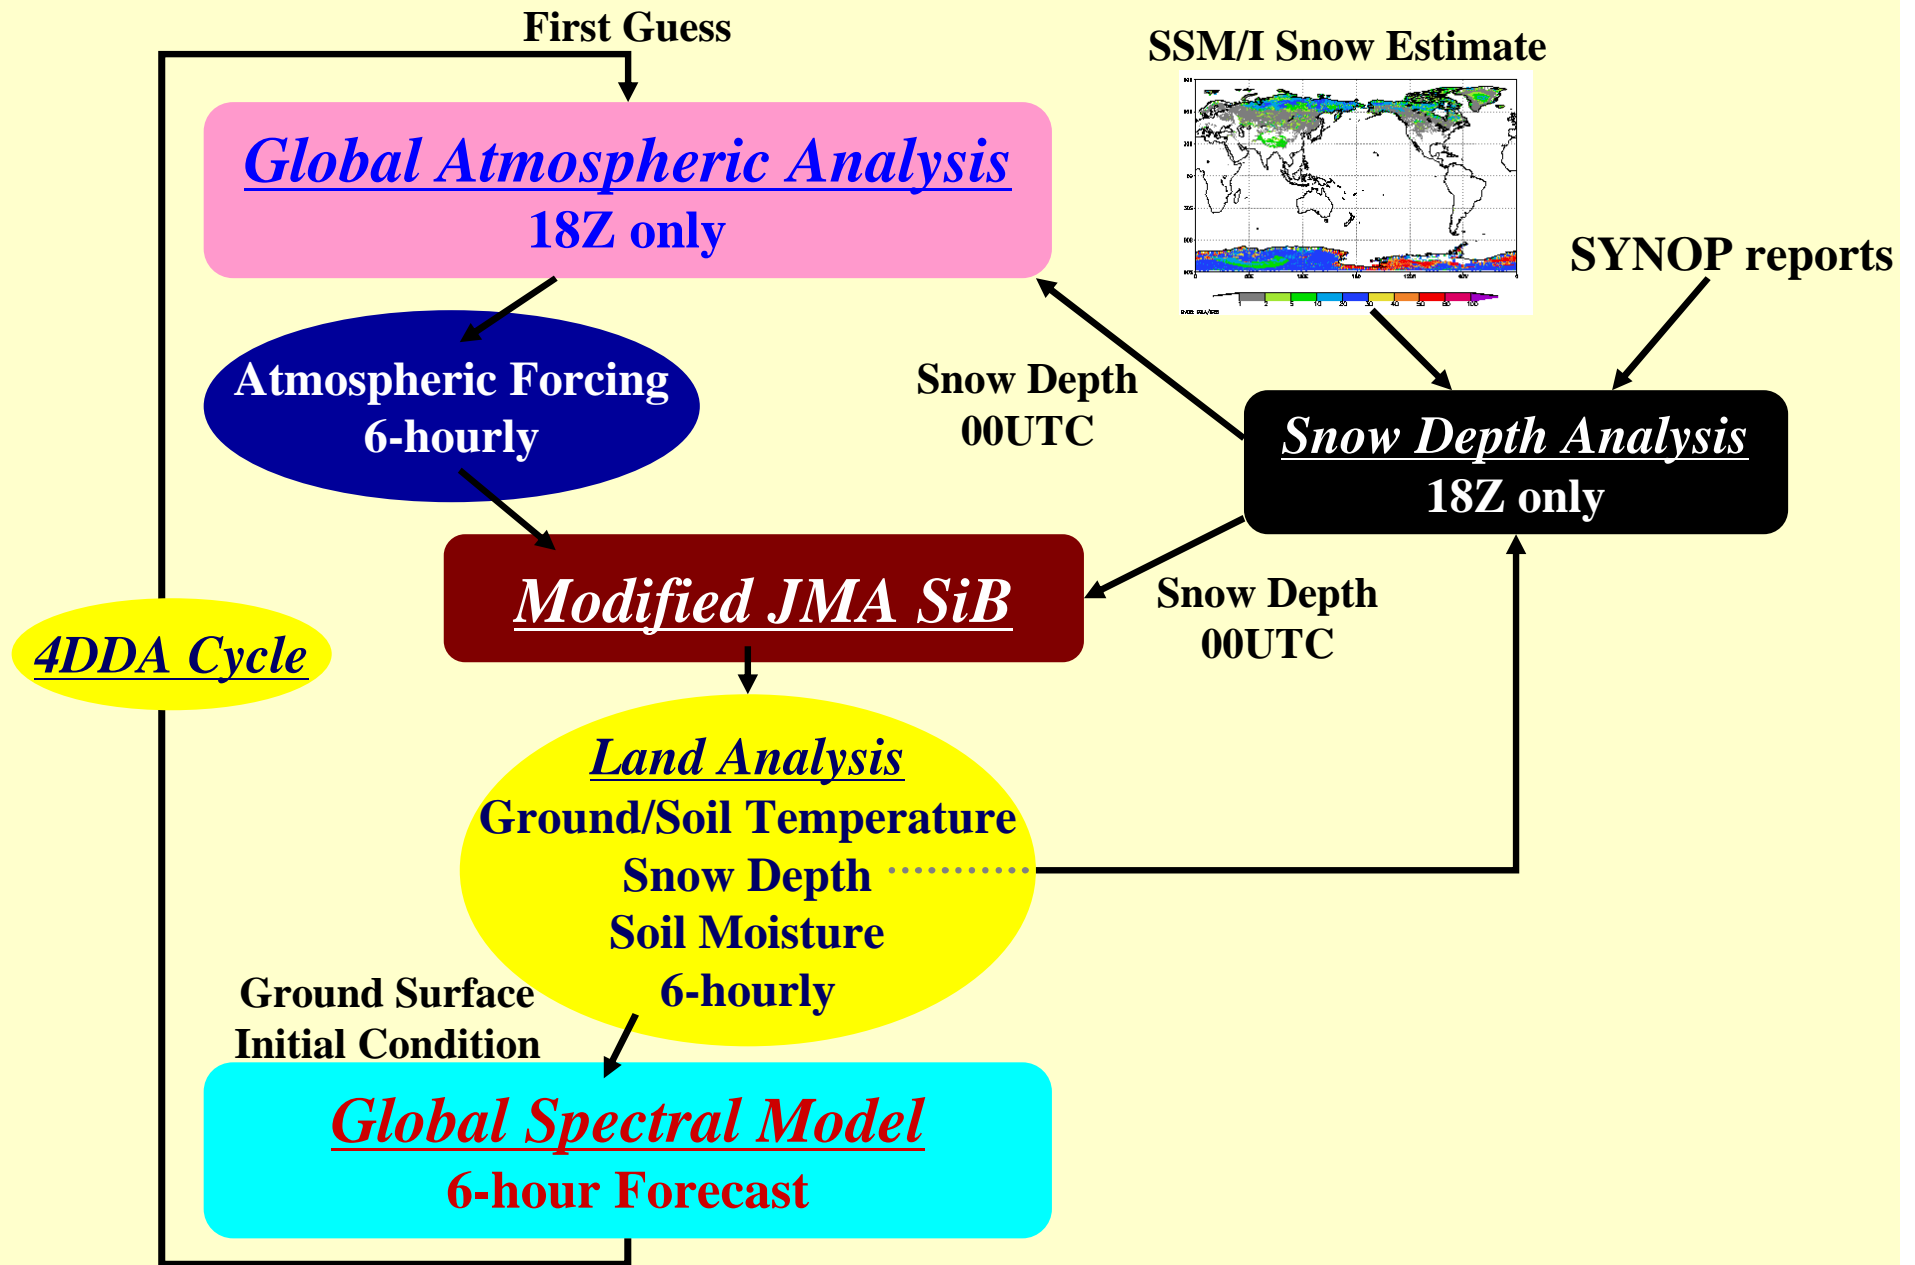 First Guess
SSM/I Snow Estimate
Global Atmospheric Analysis
18Z only
SYNOP reports
Atmospheric Forcing
6-hourly
Snow Depth
00UTC
Snow Depth Analysis
18Z only
Modified JMA SiB
Snow Depth
00UTC
4DDA Cycle
Land Analysis
Ground/Soil Temperature
Snow Depth
Soil Moisture
6-hourly
Ground Surface
Initial Condition
Global Spectral Model
6-hour Forecast